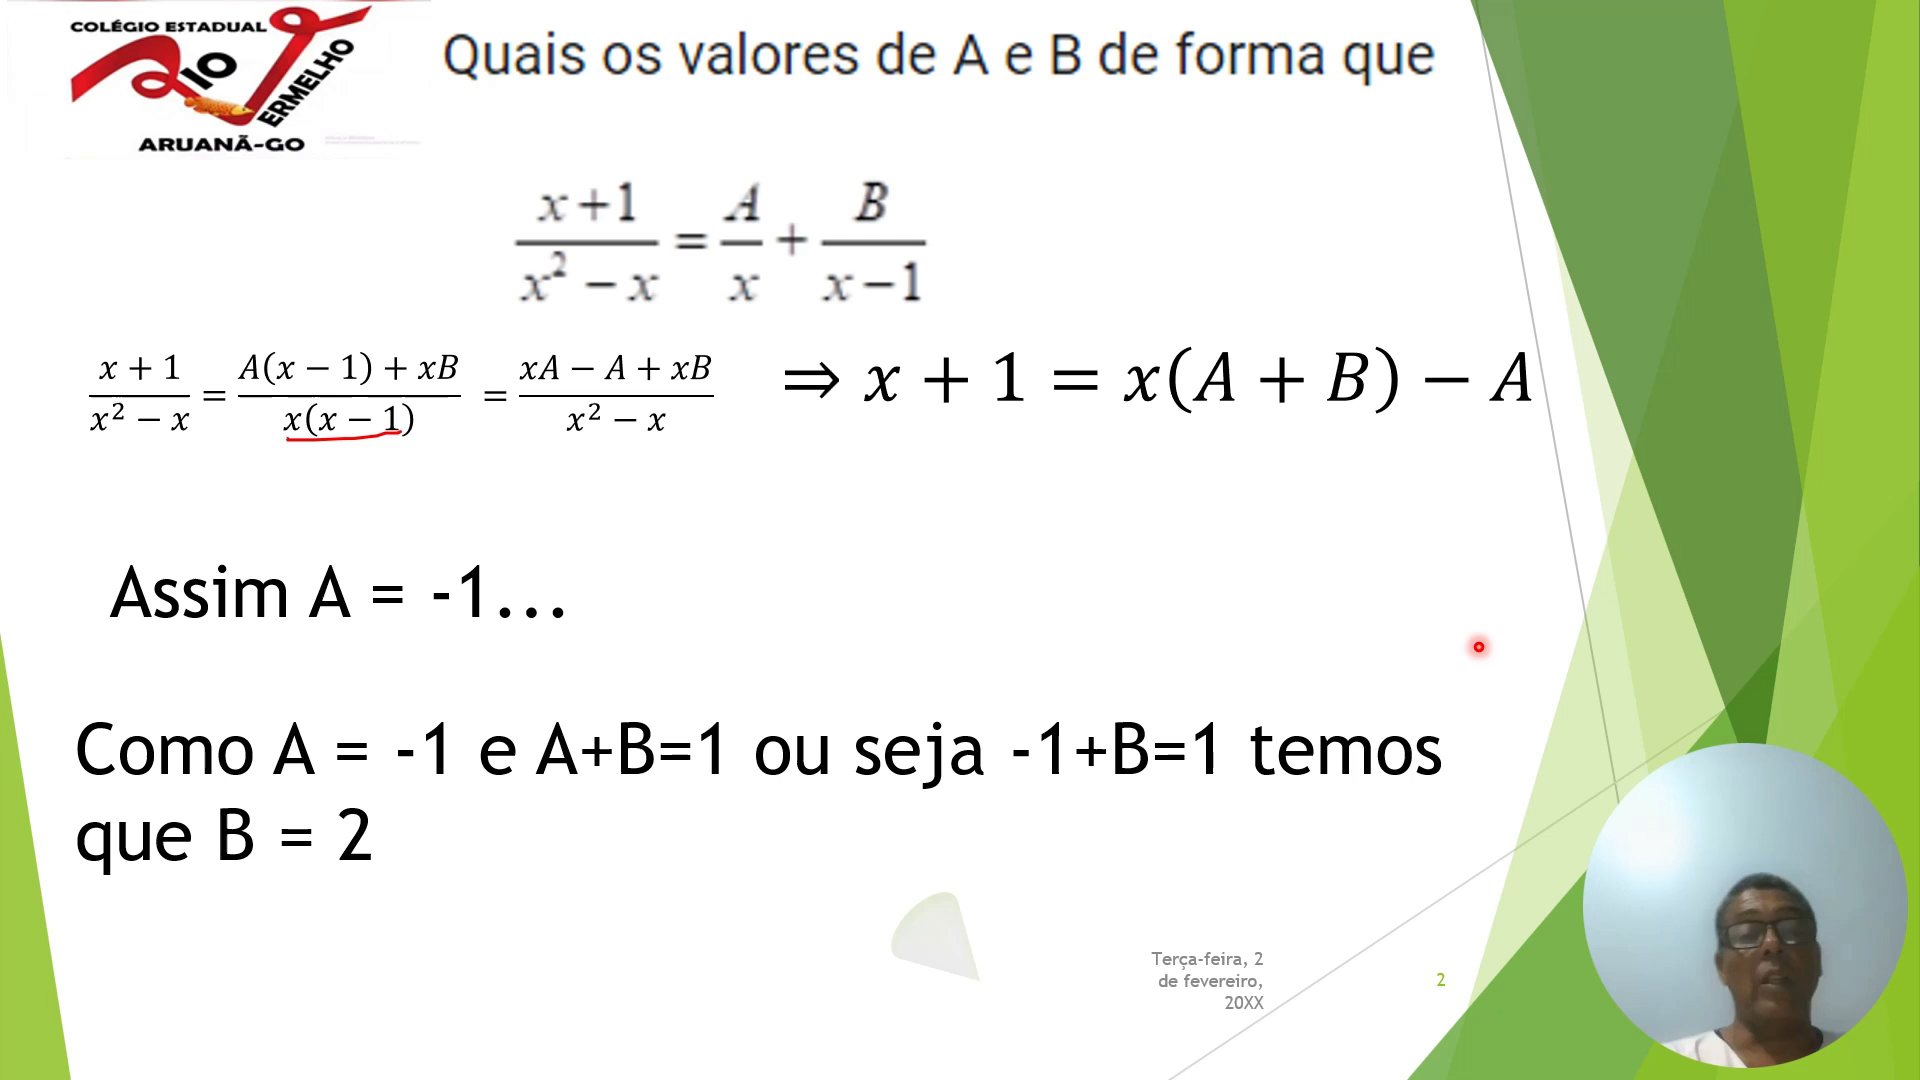 COLÉGIO ESTADUAL
RIO
VERMELHO
ARUANÃ-GO
Quais os valores de A e B de forma que
x+1 / x² − x = A / x + B / x−1
x + 1 / x² − x = A(x − 1) + xB / x(x − 1) = xA − A + xB / x² − x ⇒ x + 1 = x(A + B) − A
Assim A = -1...
Como A = -1 e A+B=1 ou seja -1+B=1 temos
que B = 2
Terça-feira, 2
de fevereiro,
20XX
2